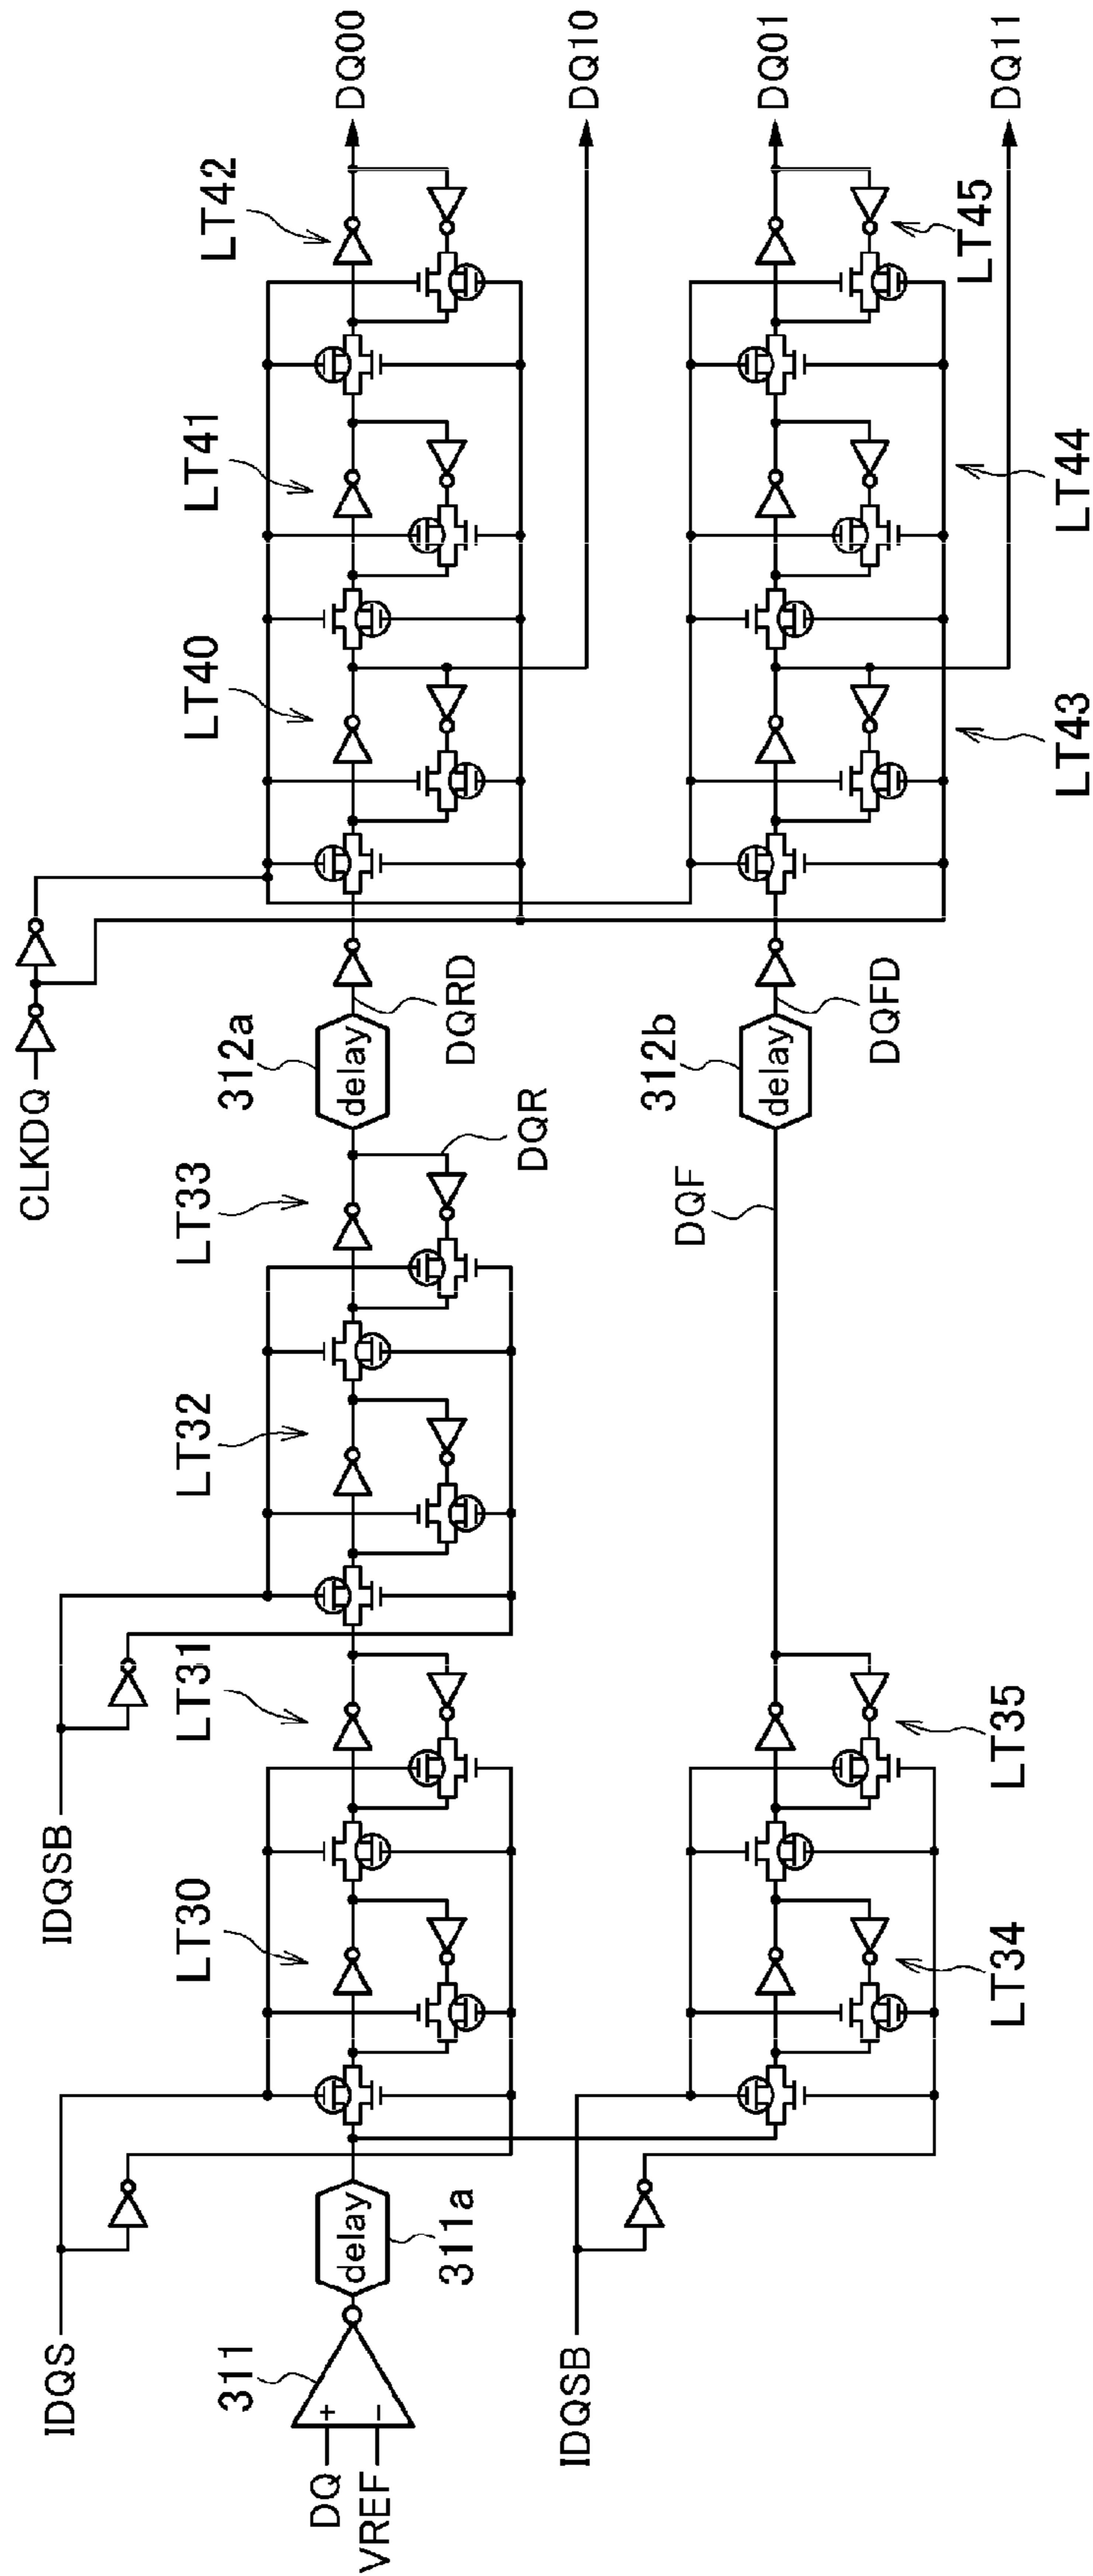 DQ
VREF
311
delay
311a
IDQS
IDQSB
LT30
LT31
IDQSB
LT32
LT33
DQR
312a
delay
DQRD
CLKDQ
LT40
LT41
LT42
DQ00
DQ10
LT34
LT35
DQF
312b
delay
DQFD
LT43
LT44
LT45
DQ01
DQ11